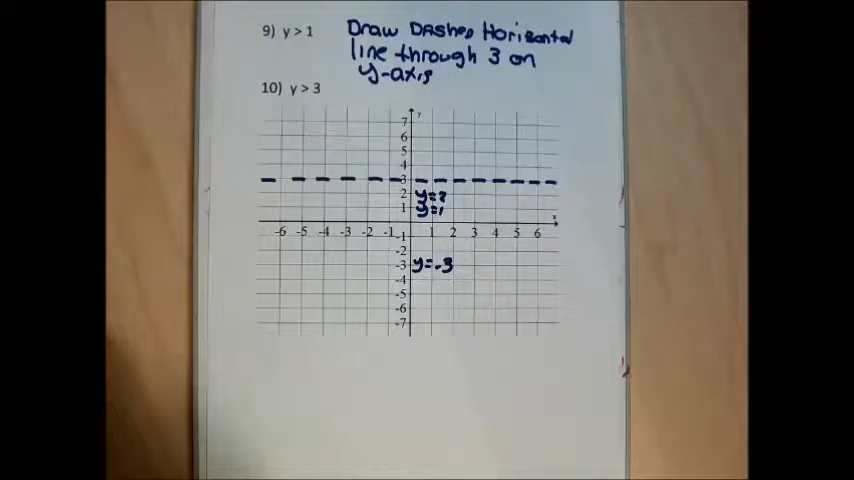 9) y > 1
Draw Dashed Horizontal
line through 3 on
y-axis
10) y > 3
y
7
6
5
4
3
2
y=2
1
y=1
x
-6 -5 -4 -3 -2 -1 1 2 3 4 5 6
-1
-2
-3
y=-3
-4
-5
-6
-7